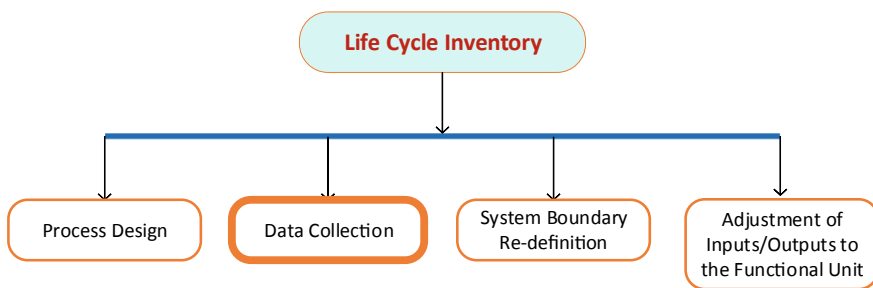 Life Cycle Inventory
Process Design
Data Collection
System Boundary
Re-definition
Adjustment of
Inputs/Outputs to
the Functional Unit